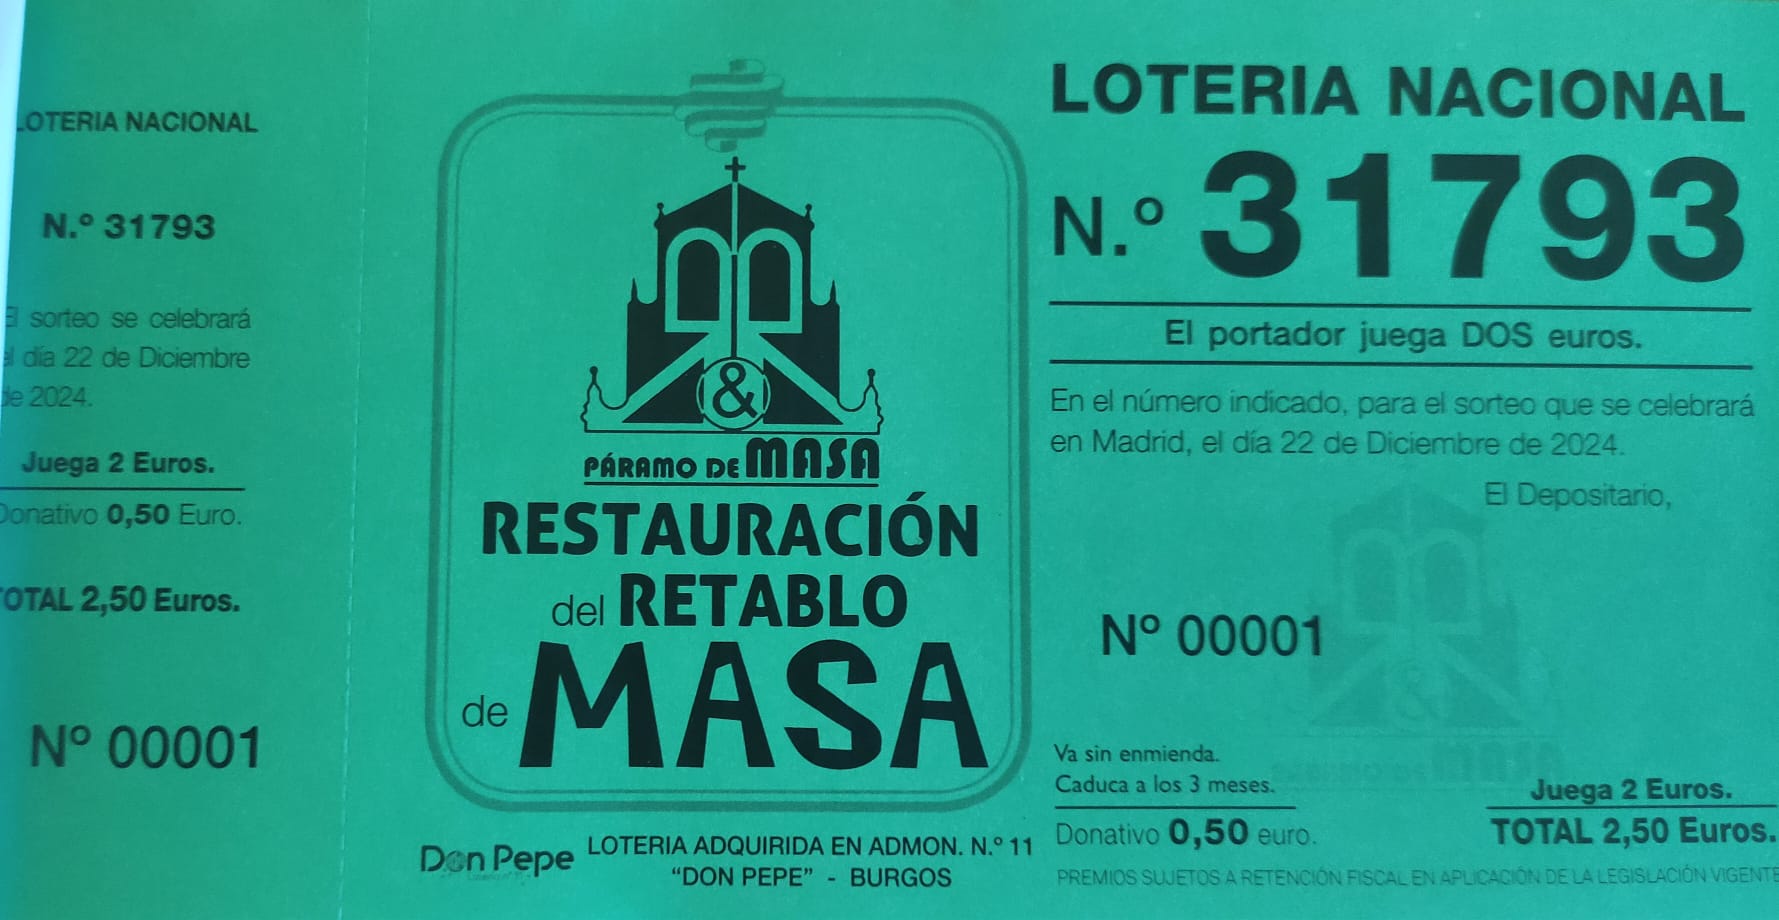 LOTERIA NACIONAL
N.º 31793
El sorteo se celebrará
el día 22 de Diciembre
de 2024.
Juega 2 Euros.
Donativo 0,50 Euro.
TOTAL 2,50 Euros.
Nº 00001
&
PÁRAMO DE MASA
RESTAURACIÓN
del RETABLO
de MASA
Don Pepe
LOTERIA ADQUIRIDA EN ADMON. N.º 11
“DON PEPE” - BURGOS
LOTERIA NACIONAL
N.º 31793
El portador juega DOS euros.
En el número indicado, para el sorteo que se celebrará
en Madrid, el día 22 de Diciembre de 2024.
El Depositario,
Nº 00001
Va sin enmienda.
Caduca a los 3 meses.
Donativo 0,50 euro.
Juega 2 Euros.
TOTAL 2,50 Euros.
PREMIOS SUJETOS A RETENCIÓN FISCAL EN APLICACIÓN DE LA LEGISLACIÓN VIGENTE